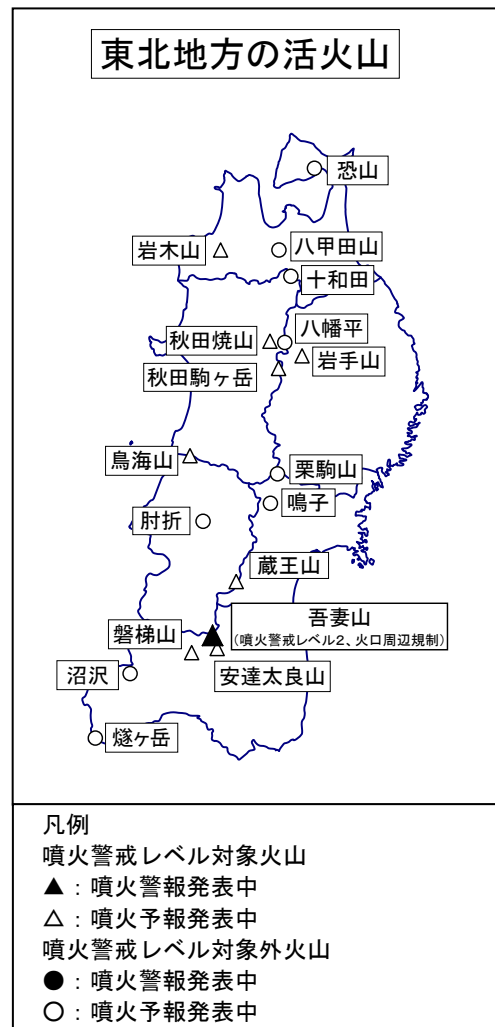 東北地方の活火山
恐山
岩木山
八甲田山
十和田
秋田焼山
八幡平
岩手山
秋田駒ヶ岳
鳥海山
栗駒山
鳴子
肘折
蔵王山
吾妻山
（噴火警戒レベル2、火口周辺規制）
磐梯山
安達太良山
沼沢
燧ヶ岳
凡例
噴火警戒レベル対象火山
▲：噴火警報発表中
△：噴火予報発表中
噴火警戒レベル対象外火山
●：噴火警報発表中
○：噴火予報発表中